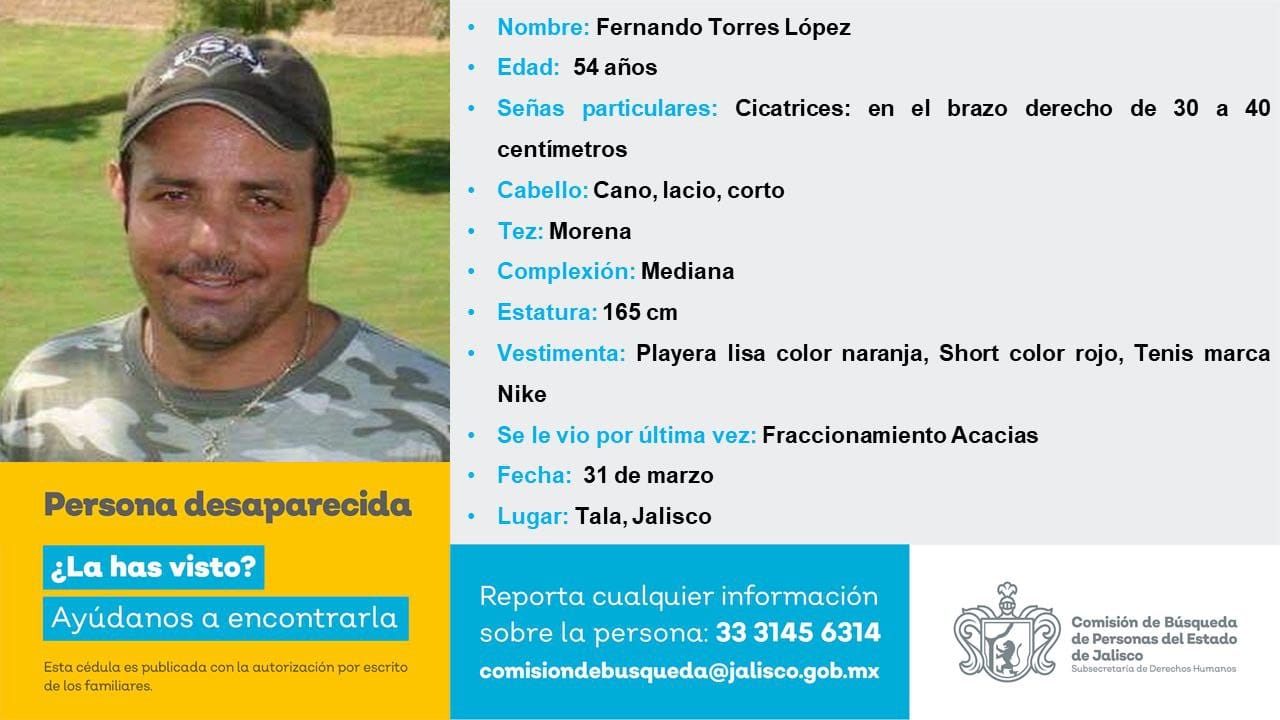 USA
• Nombre: Fernando Torres López
• Edad: 54 años
• Señas particulares: Cicatrices: en el brazo derecho de 30 a 40
centímetros
• Cabello: Cano, lacio, corto
• Tez: Morena
• Complexión: Mediana
• Estatura: 165 cm
• Vestimenta: Playera lisa color naranja, Short color rojo, Tenis marca
Nike
• Se le vio por última vez: Fraccionamiento Acacias
• Fecha: 31 de marzo
• Lugar: Tala, Jalisco
Persona desaparecida
¿La has visto?
Ayúdanos a encontrarla
Esta cédula es publicada con la autorización por escrito
de los familiares.
Reporta cualquier información
sobre la persona: 33 3145 6314
comisiondebusqueda@jalisco.gob.mx
Comisión de Búsqueda
de Personas del Estado
de Jalisco
Subsecretaría de Derechos Humanos